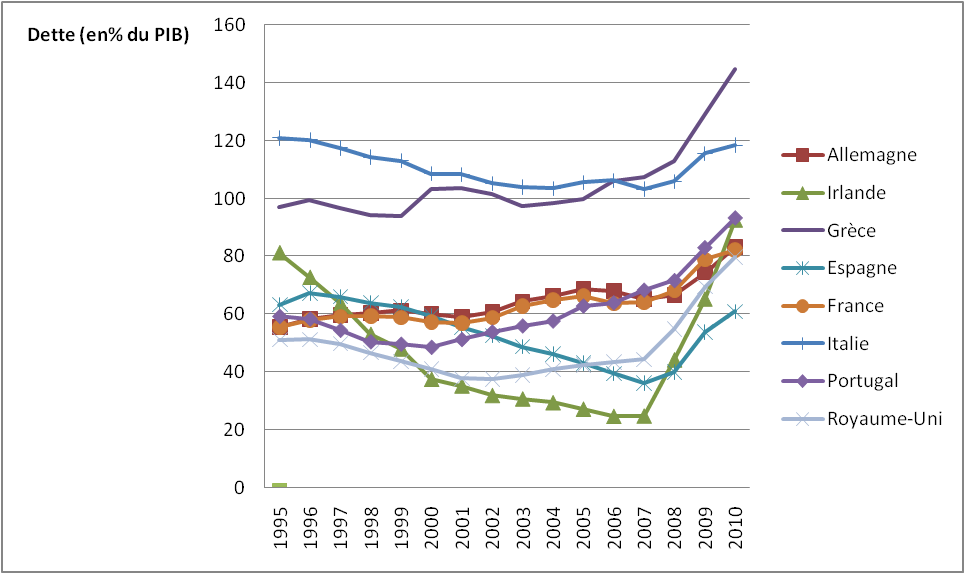 Dette (en% du PIB)
160
140
120
100
80
60
40
20
0
1995
1996
1997
1998
1999
2000
2001
2002
2003
2004
2005
2006
2007
2008
2009
2010
Allemagne
Irlande
Grèce
Espagne
France
Italie
Portugal
Royaume-Uni